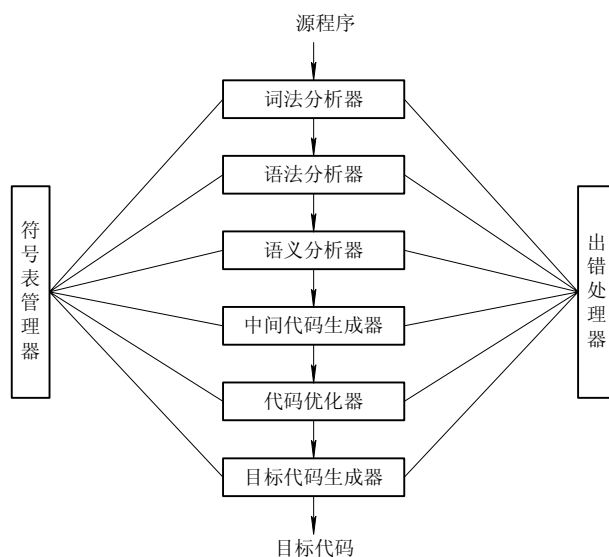 源程序
词法分析器
语法分析器
语义分析器
中间代码生成器
代码优化器
目标代码生成器
目标代码
符号表管理器
出错处理器